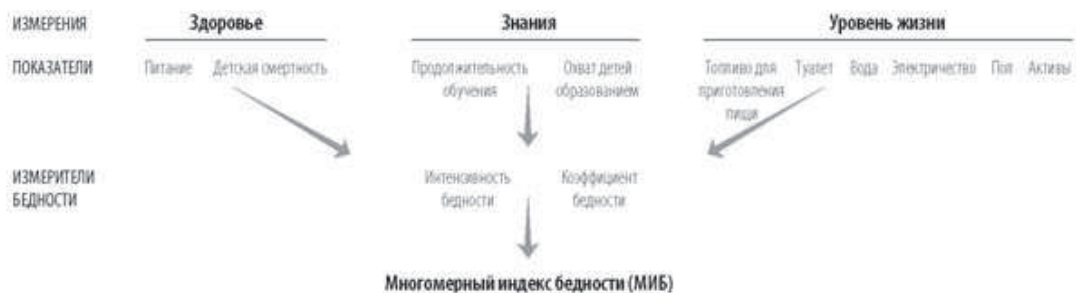 ИЗМЕРЕНИЯ Здоровье Знания Уровень жизни
ПОКАЗАТЕЛИ Питание Детская смертность Продолжительность обучения Охват детей образованием Топливо для приготовления пищи Туалет Вода Электричество Пол Активы
ИЗМЕРИТЕЛИ БЕДНОСТИ Интенсивность бедности Коэффициент бедности
Многомерный индекс бедности (МИБ)